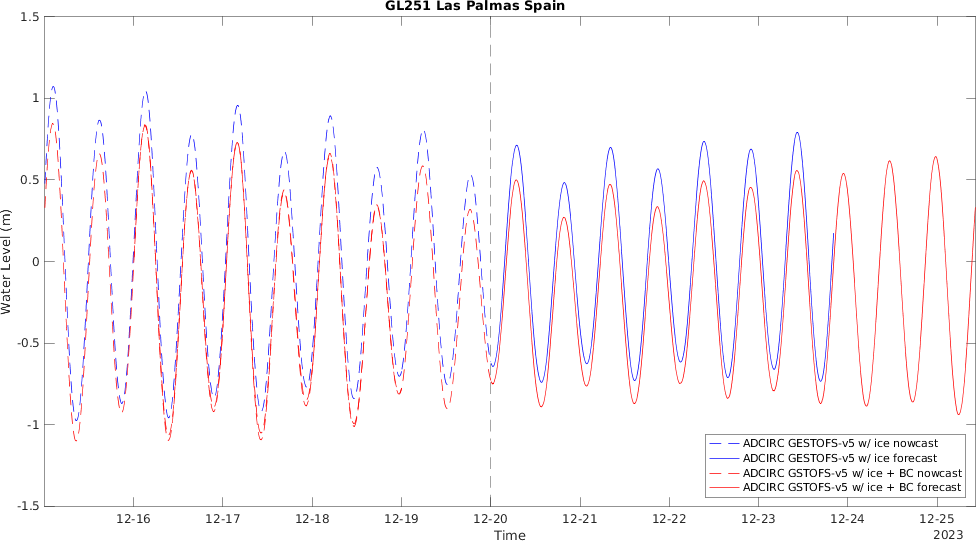 GL251 Las Palmas Spain
1.5
1
0.5
0
-0.5
-1
-1.5
Water Level (m)
ADCIRC GESTOFS-v5 w/ ice nowcast
ADCIRC GESTOFS-v5 w/ ice forecast
ADCIRC GSTOFS-v5 w/ ice + BC nowcast
ADCIRC GSTOFS-v5 w/ ice + BC forecast
12-16 12-17 12-18 12-19 12-20 12-21 12-22 12-23 12-24 12-25
Time 2023